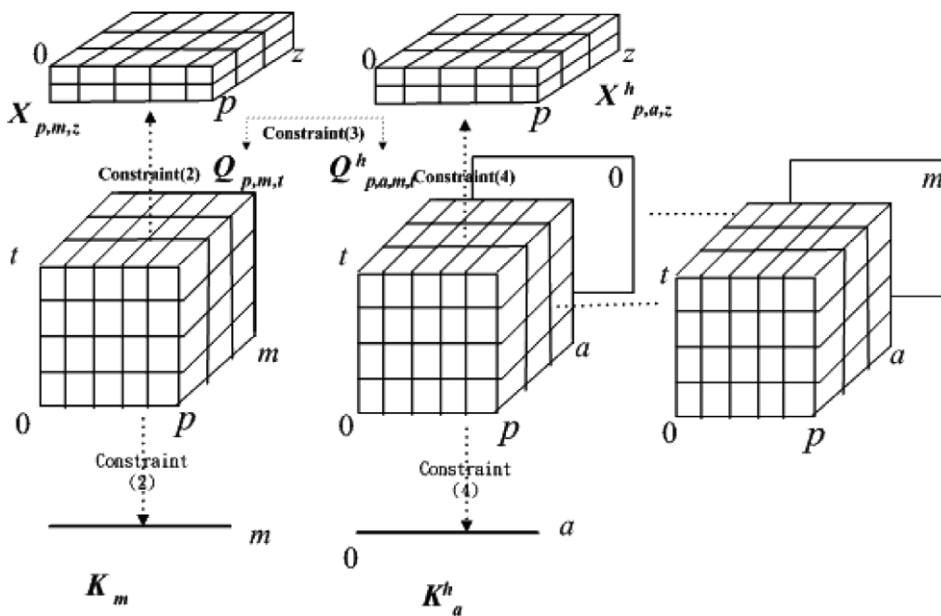 0 z 0 z
X p,m,z p p X^h p,a,z
Constraint(3)
Constraint(2) Q p,m,t Q^h p,a,m,t Constraint(4) 0 m
t t t
m a a
0 p 0 p 0 p
Constraint Constraint
(2) (4)
m 0 a
K m K^h a